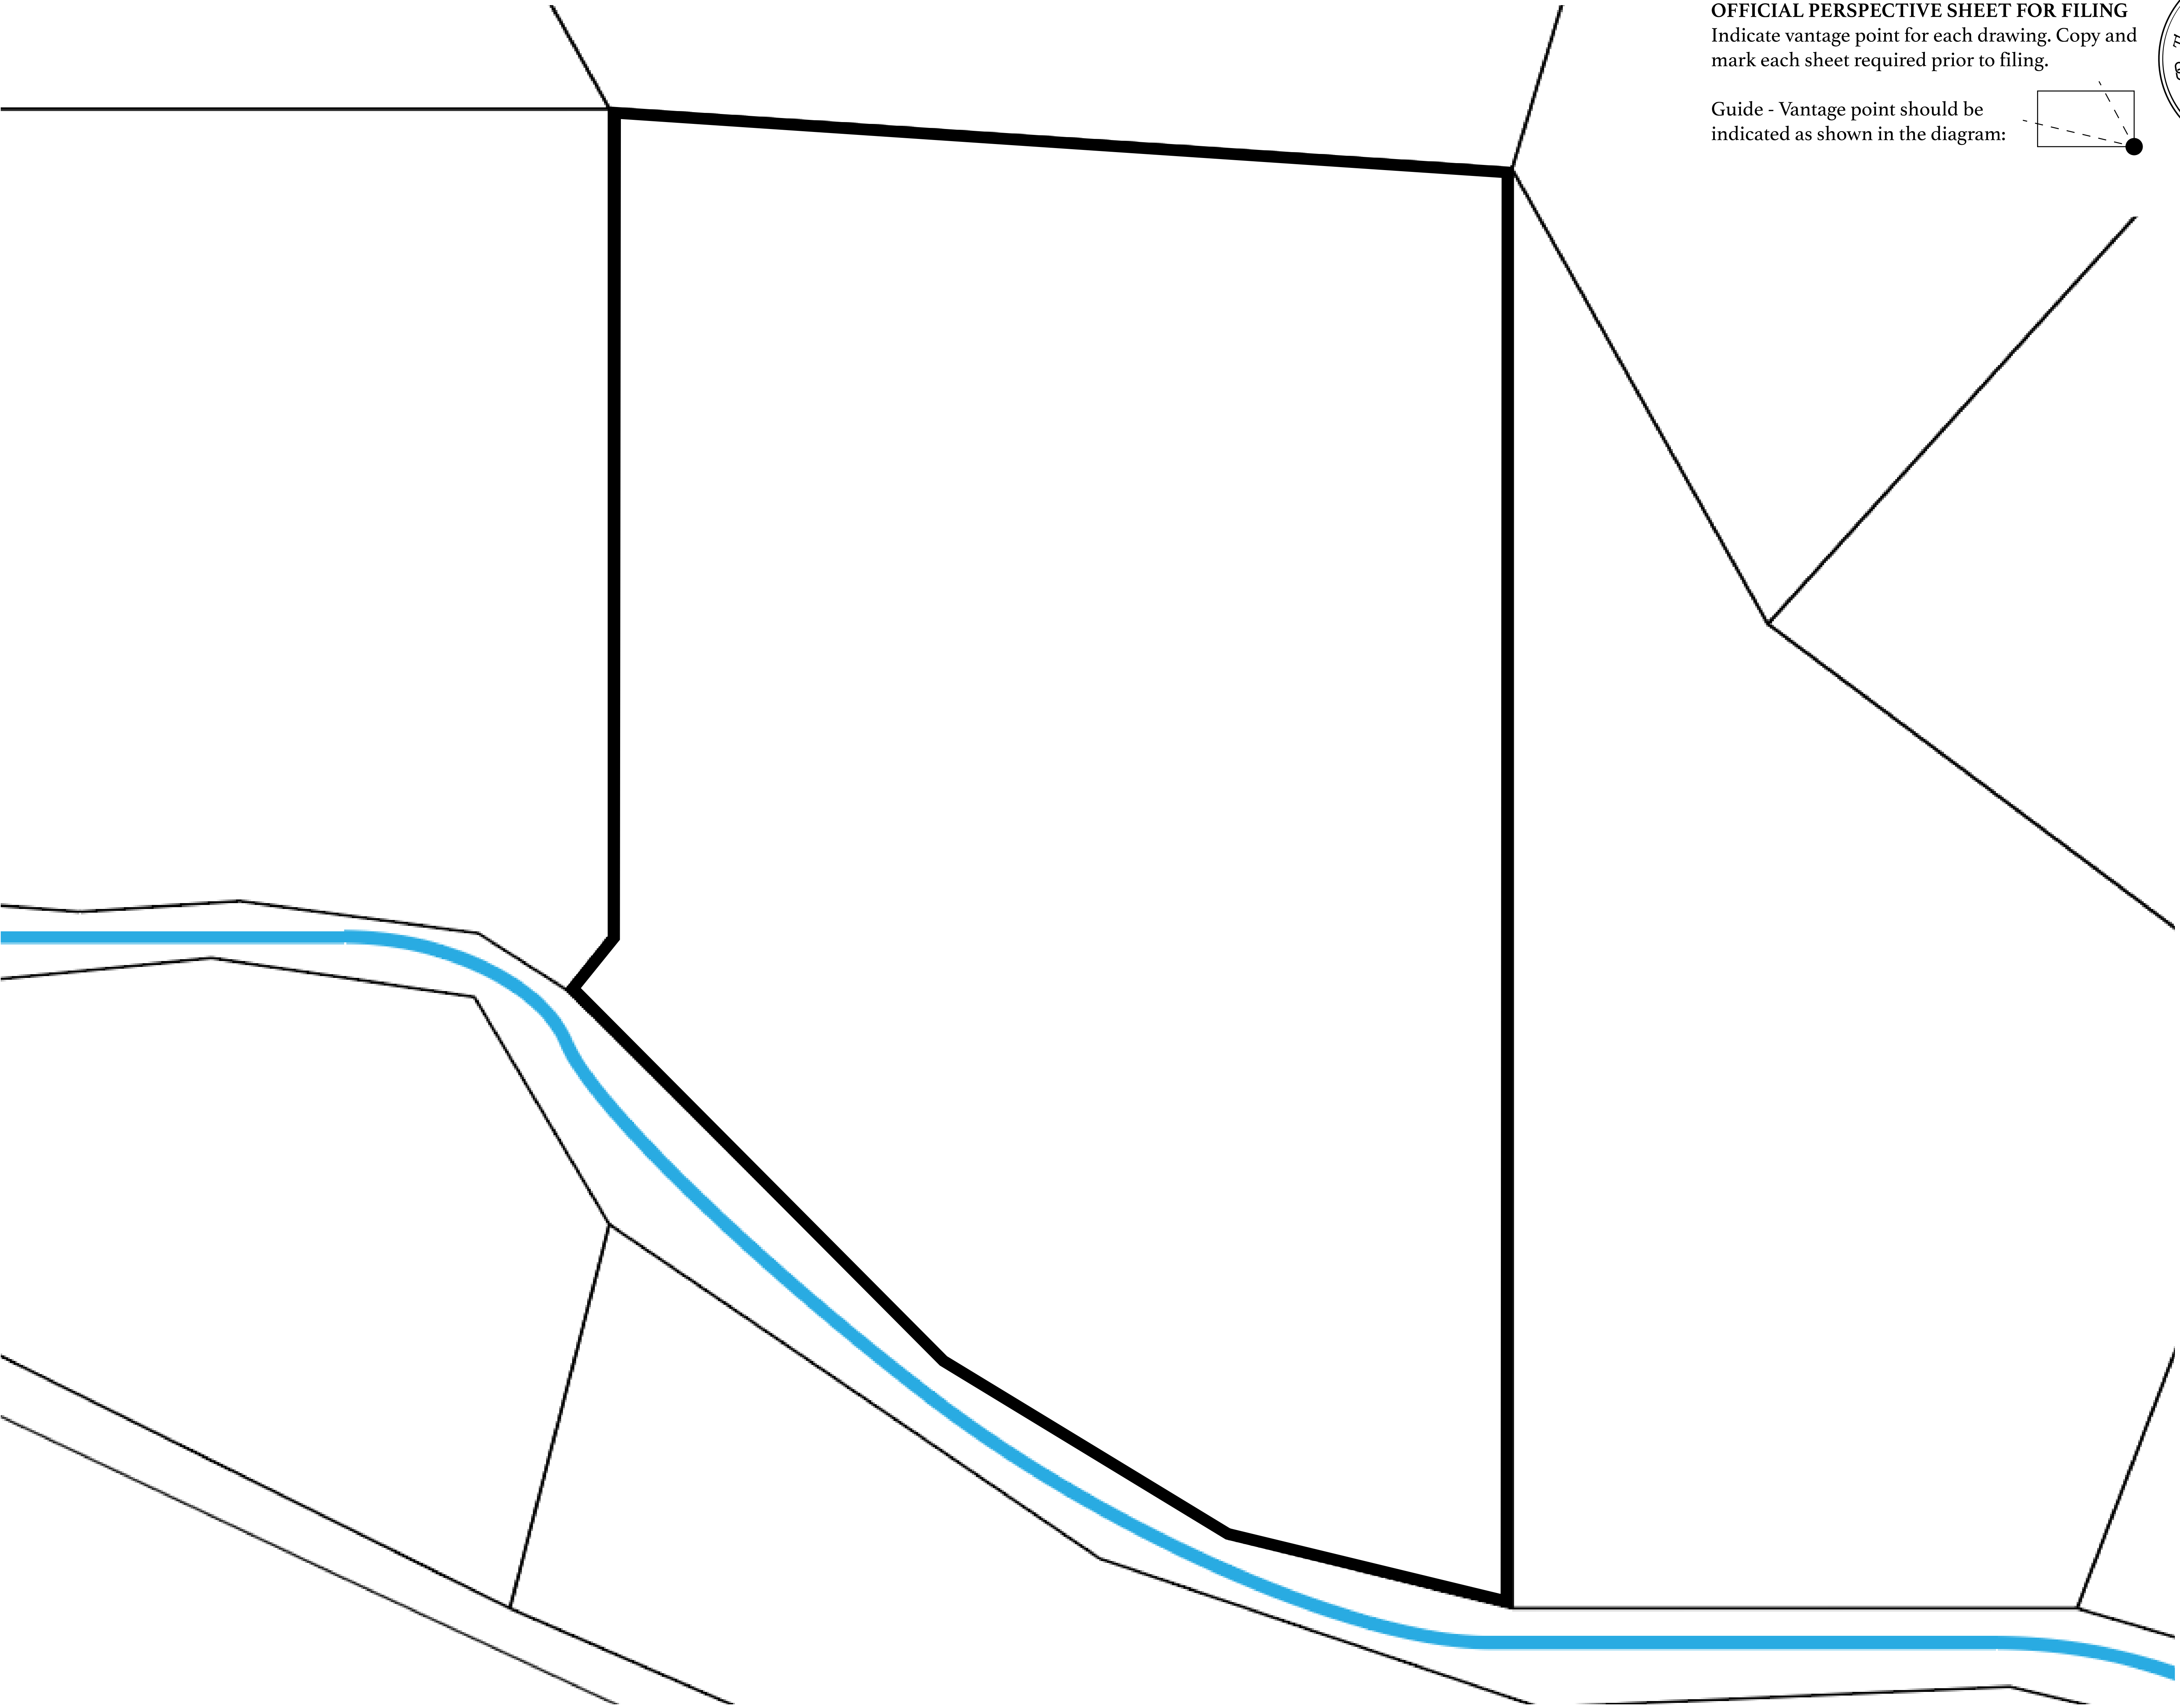 OFFICIAL PERSPECTIVE SHEET FOR FILING
Indicate vantage point for each drawing. Copy and
mark each sheet required prior to filing.
Guide - Vantage point should be
indicated as shown in the diagram: